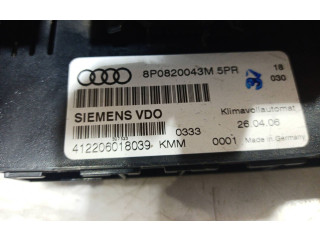 8P0820043M 5PR
18
030
SIEMENS VDO
Klimavollautomat
0333
26.04.06
412206018039 KMM
0001
Made in Germany